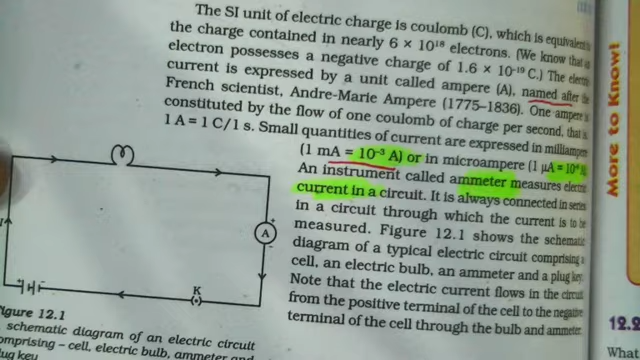 The SI unit of electric charge is coulomb (C), which is equivalent to
the charge contained in nearly 6 × 10¹⁸ electrons. (We know that an
electron possesses a negative charge of 1.6 × 10⁻¹⁹ C.) The electric
current is expressed by a unit called ampere (A), named after the
French scientist, Andre-Marie Ampere (1775–1836). One ampere is
constituted by the flow of one coulomb of charge per second, that is,
1 A = 1 C/1 s. Small quantities of current are expressed in milliampere
(1 mA = 10⁻³ A) or in microampere (1 µA = 10⁻⁶
An instrument called ammeter measures electric
current in a circuit. It is always connected in series
in a circuit through which the current is to be
measured. Figure 12.1 shows the schematic
diagram of a typical electric circuit comprising a
cell, an electric bulb, an ammeter and a plug key.
Note that the electric current flows in the circuit
from the positive terminal of the cell to the negative
terminal of the cell through the bulb and ammeter.
A
+
-
K
Figure 12.1
schematic diagram of an electric circuit
comprising – cell, electric bulb, ammeter and
plug key
More to Know!
12.2
What